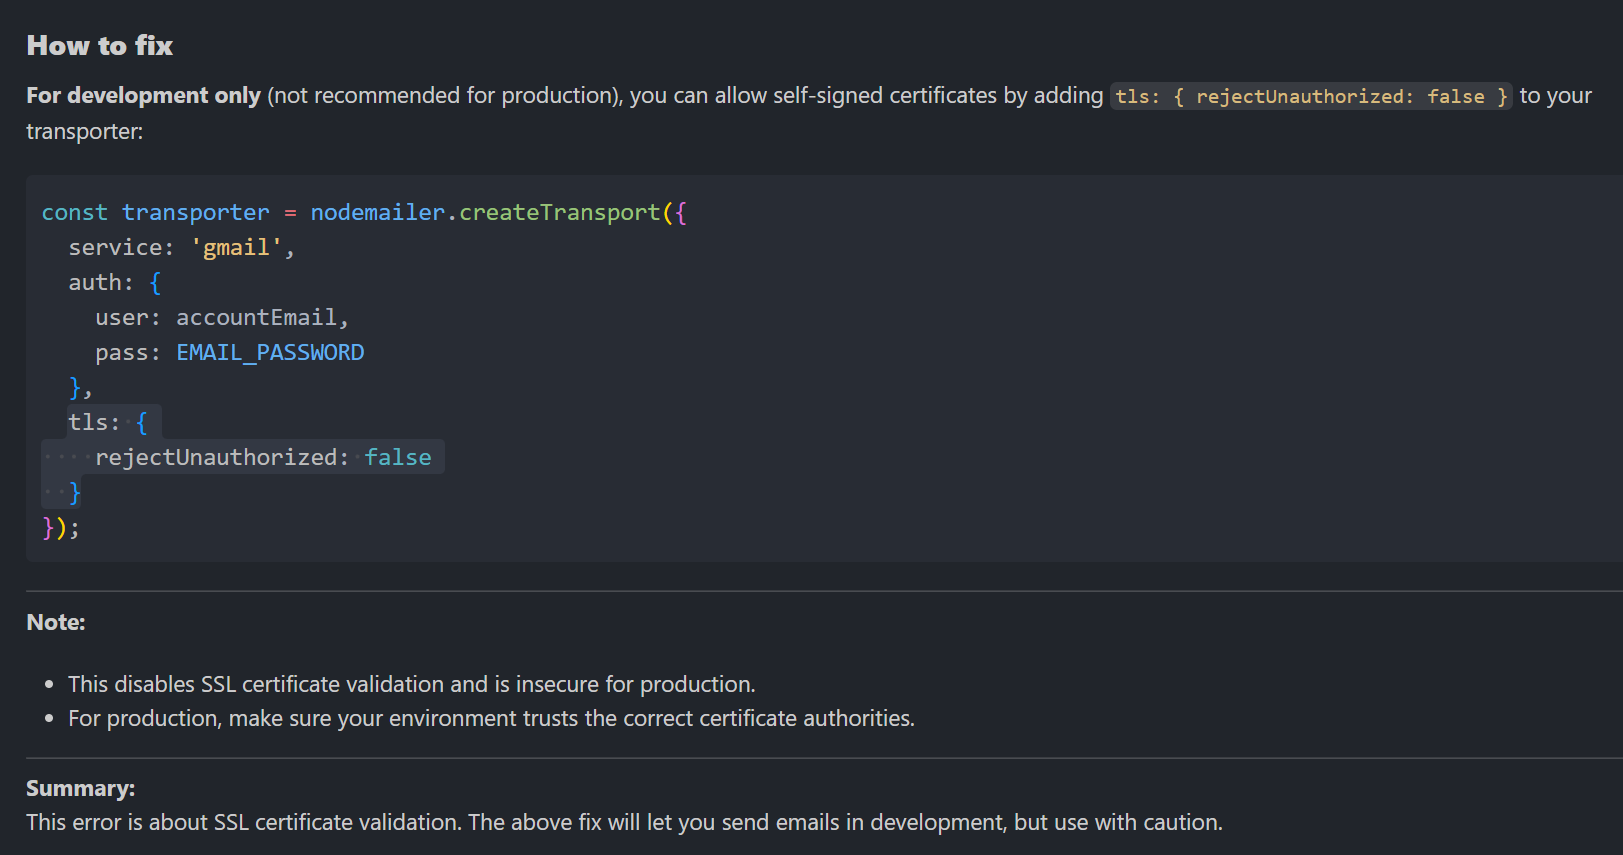 How to fix
For development only (not recommended for production), you can allow self-signed certificates by adding tls: { rejectUnauthorized: false } to your
transporter:
const transporter = nodemailer.createTransport({
  service: 'gmail',
  auth: {
    user: accountEmail,
    pass: EMAIL_PASSWORD
  },
  tls: {
    rejectUnauthorized: false
  }
});
Note:
• This disables SSL certificate validation and is insecure for production.
• For production, make sure your environment trusts the correct certificate authorities.
Summary:
This error is about SSL certificate validation. The above fix will let you send emails in development, but use with caution.